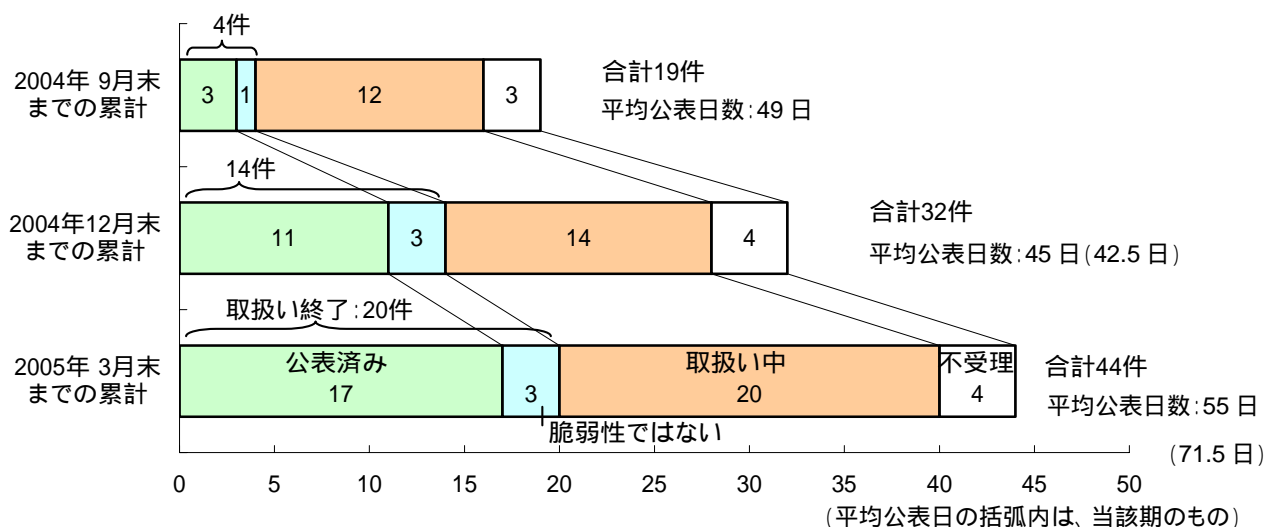 4件
2004年 9月末
までの累計
3
1
12
3
合計19件
平均公表日数:49 日
14件
2004年12月末
までの累計
11
3
14
4
合計32件
平均公表日数:45 日(42.5 日)
取扱い終了:20件
2005年 3月末
までの累計
公表済み
17
3
取扱い中
20
不受理
4
合計44件
平均公表日数:55 日
(71.5 日)
脆弱性ではない
0 5 10 15 20 25 30 35 40 45 50
(平均公表日の括弧内は、当該期のもの)